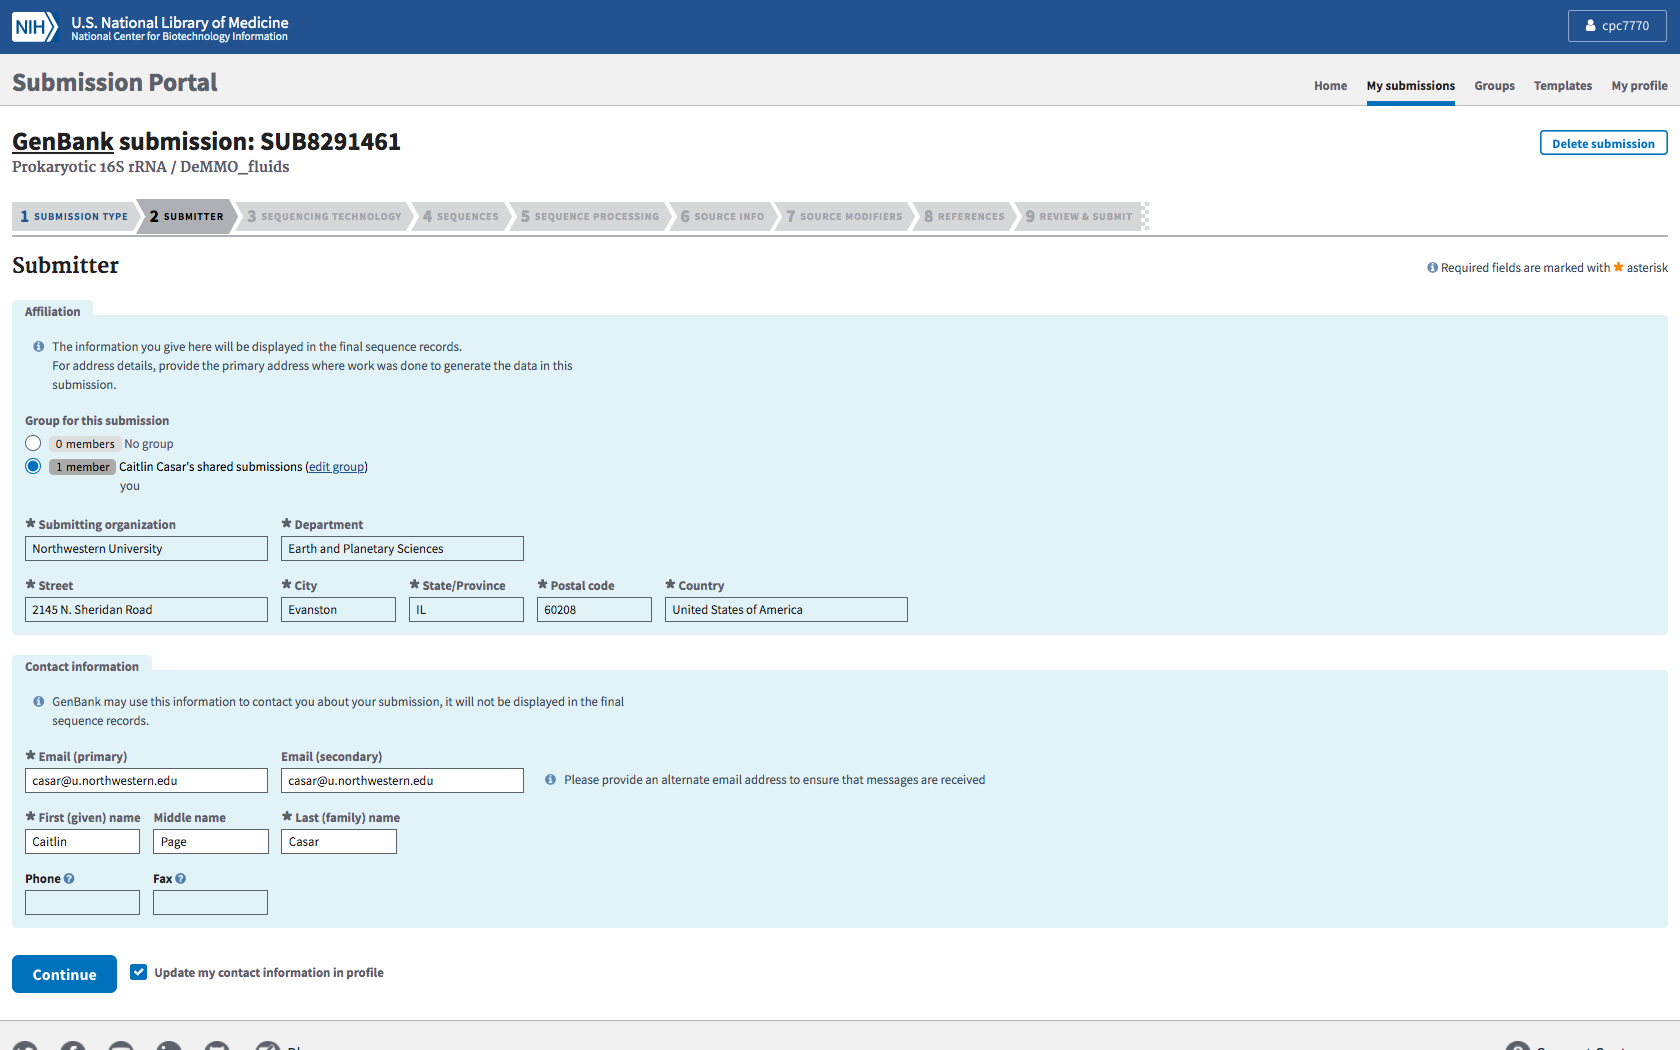 NIH U.S. National Library of Medicine
National Center for Biotechnology Information
cpc7770
Submission Portal
Home My submissions Groups Templates My profile
GenBank submission: SUB8291461
Delete submission
Prokaryotic 16S rRNA / DeMMO_fluids
1 SUBMISSION TYPE 2 SUBMITTER 3 SEQUENCING TECHNOLOGY 4 SEQUENCES 5 SEQUENCE PROCESSING 6 SOURCE INFO 7 SOURCE MODIFIERS 8 REFERENCES 9 REVIEW & SUBMIT
Submitter
Required fields are marked with * asterisk
Affiliation
The information you give here will be displayed in the final sequence records.
For address details, provide the primary address where work was done to generate the data in this
submission.
Group for this submission
0 members No group
1 member Caitlin Casar's shared submissions (edit group)
you
* Submitting organization * Department
Northwestern University Earth and Planetary Sciences
* Street * City * State/Province * Postal code * Country
2145 N. Sheridan Road Evanston IL 60208 United States of America
Contact information
GenBank may use this information to contact you about your submission, it will not be displayed in the final
sequence records.
* Email (primary) Email (secondary)
casar@u.northwestern.edu casar@u.northwestern.edu Please provide an alternate email address to ensure that messages are received
* First (given) name Middle name * Last (family) name
Caitlin Page Casar
Phone ? Fax ?
Continue Update my contact information in profile